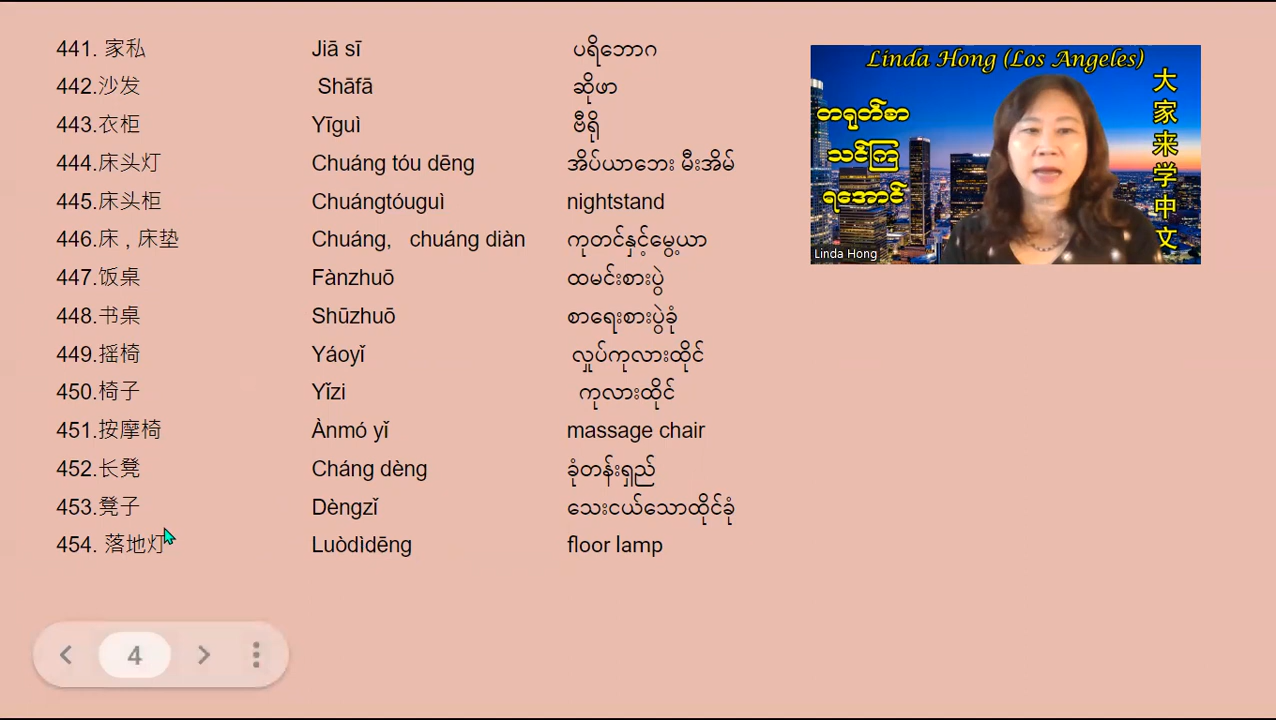 441. 家私 Jiā sī ပရိဘောဂ
442.沙发 Shāfā ဆိုဖာ
443.衣柜 Yīguì ဗီရို
444.床头灯 Chuáng tóu dēng အိပ်ယာဘေး မီးအိမ်
445.床头柜 Chuángtóuguì nightstand
446.床 , 床垫 Chuáng, chuáng diàn ကုတင်နှင့်မွေ့ယာ
447.饭桌 Fànzhuō ထမင်းစားပွဲ
448.书桌 Shūzhuō စာရေးစားပွဲခုံ
449.摇椅 Yáoyǐ လှုပ်ကုလားထိုင်
450.椅子 Yǐzi ကုလားထိုင်
451.按摩椅 Ànmó yǐ massage chair
452.长凳 Cháng dèng ခုံတန်းရှည်
453.凳子 Dèngzǐ သေးငယ်သောထိုင်ခုံ
454. 落地灯 Luòdìdēng floor lamp
4
Linda Hong (Los Angeles)
တရုတ်စာ
သင်ကြ
ရအောင်
大家来学中文
Linda Hong